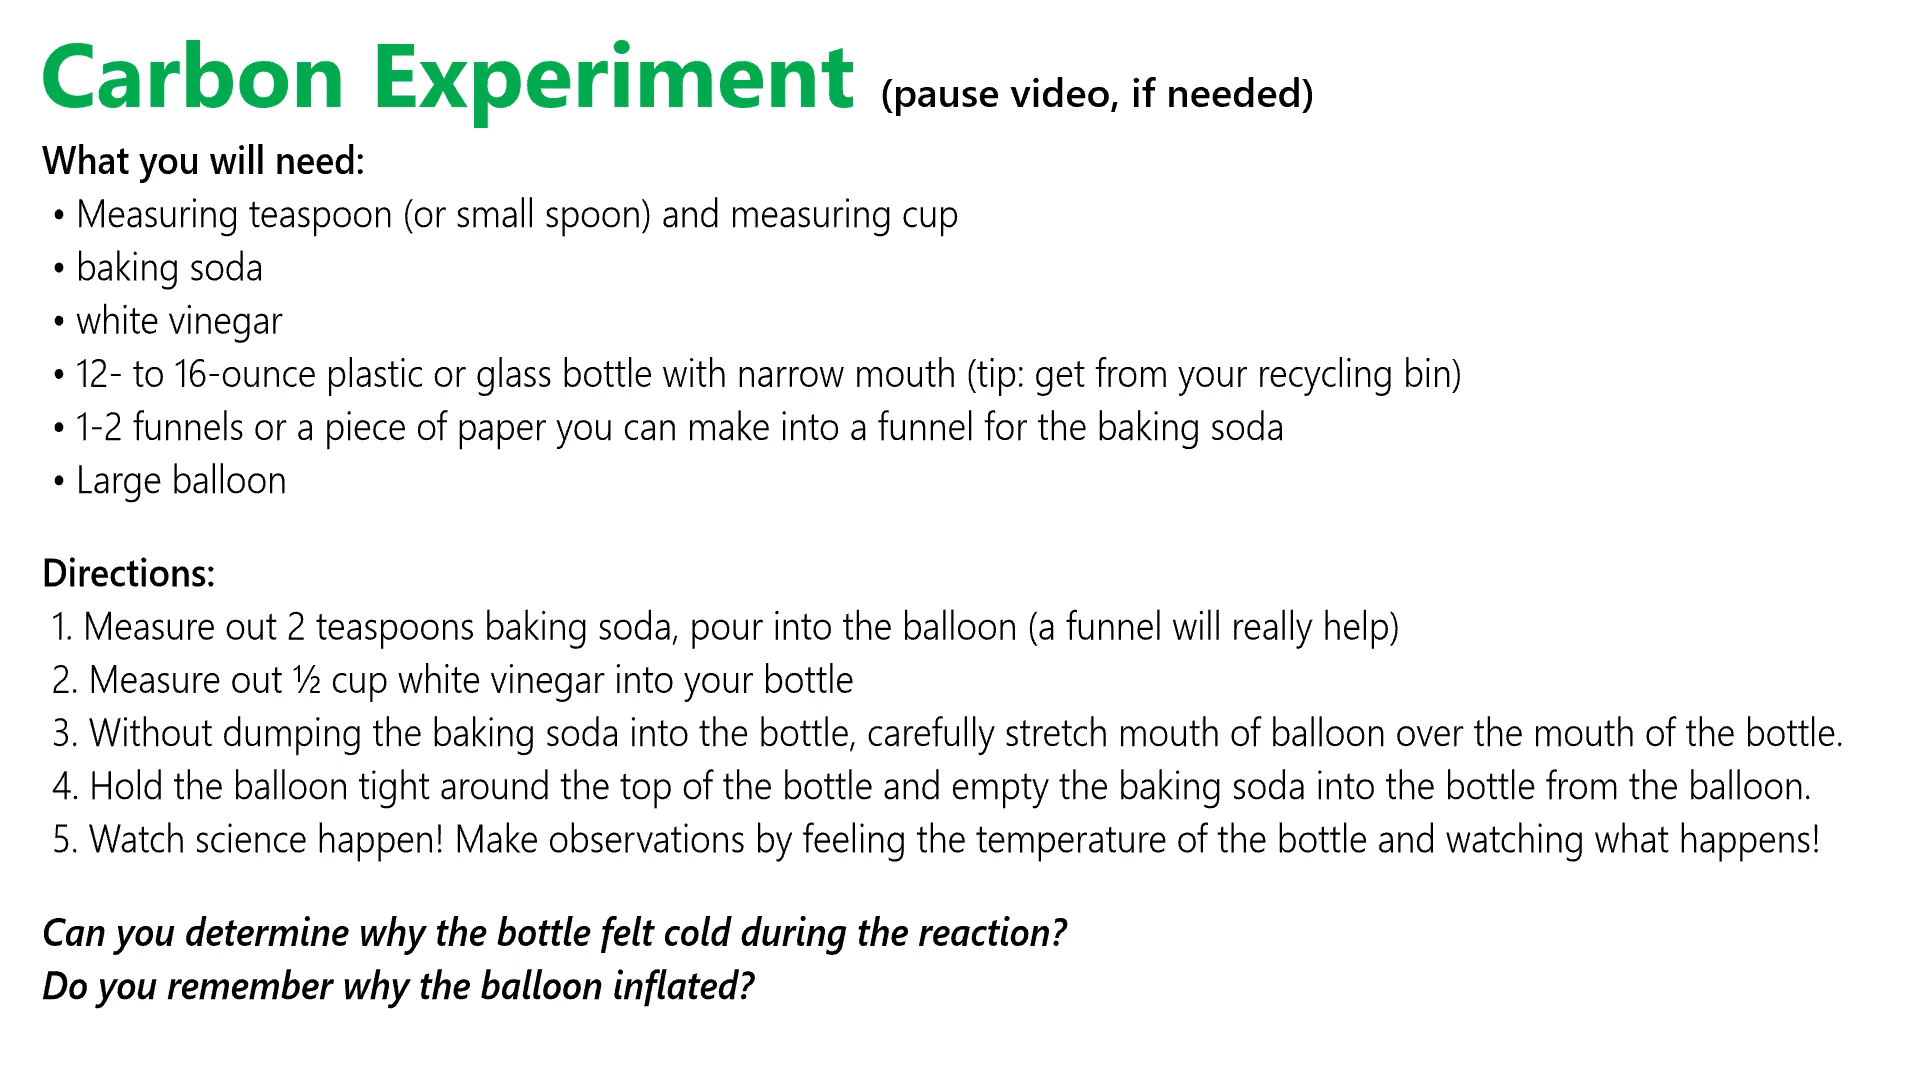 Carbon Experiment (pause video, if needed)
What you will need:
• Measuring teaspoon (or small spoon) and measuring cup
• baking soda
• white vinegar
• 12- to 16-ounce plastic or glass bottle with narrow mouth (tip: get from your recycling bin)
• 1-2 funnels or a piece of paper you can make into a funnel for the baking soda
• Large balloon
Directions:
1. Measure out 2 teaspoons baking soda, pour into the balloon (a funnel will really help)
2. Measure out ½ cup white vinegar into your bottle
3. Without dumping the baking soda into the bottle, carefully stretch mouth of balloon over the mouth of the bottle.
4. Hold the balloon tight around the top of the bottle and empty the baking soda into the bottle from the balloon.
5. Watch science happen! Make observations by feeling the temperature of the bottle and watching what happens!
Can you determine why the bottle felt cold during the reaction?
Do you remember why the balloon inflated?